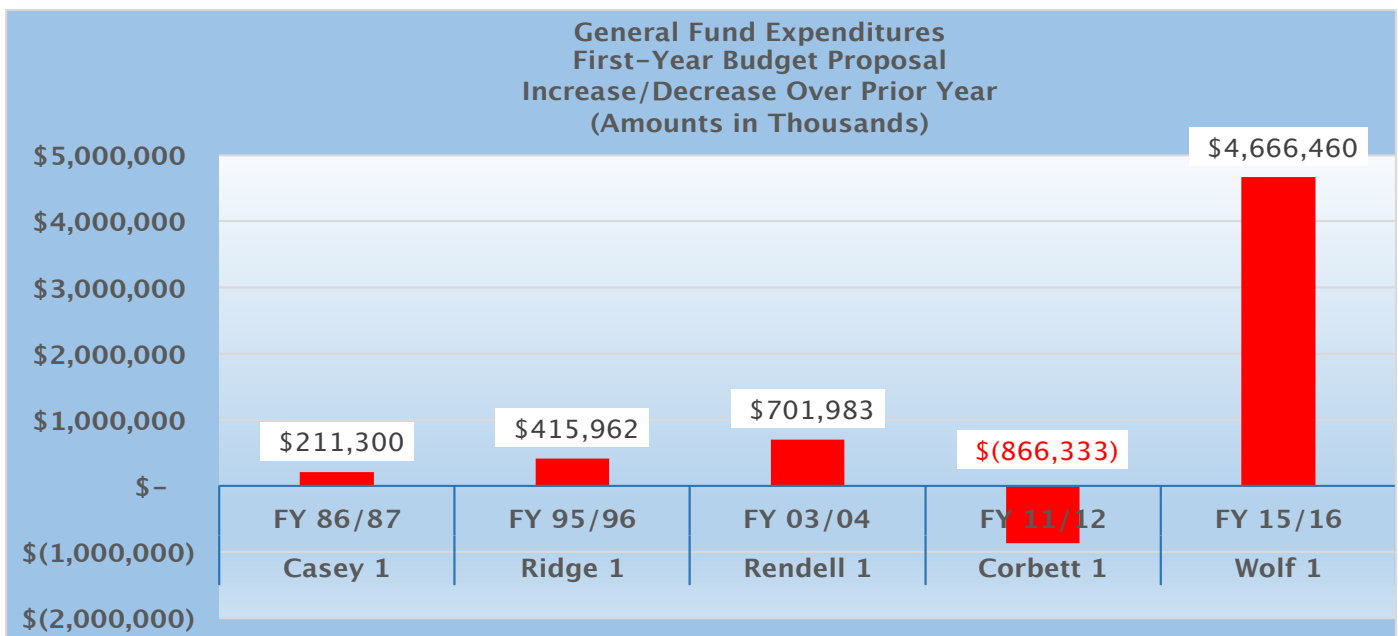 General Fund Expenditures
First-Year Budget Proposal
Increase/Decrease Over Prior Year
(Amounts in Thousands)
$5,000,000
$4,000,000
$3,000,000
$2,000,000
$1,000,000
$-
$(1,000,000)
$(2,000,000)
$211,300
$415,962
$701,983
$(866,333)
$4,666,460
FY 86/87
FY 95/96
FY 03/04
FY 11/12
FY 15/16
Casey 1
Ridge 1
Rendell 1
Corbett 1
Wolf 1